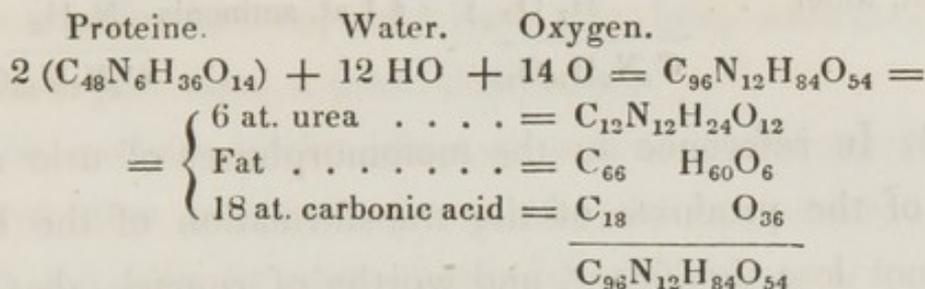 Proteine. Water. Oxygen.
2 (C₄₈N₆H₃₆O₁₄) + 12 HO + 14 O = C₉₆N₁₂H₈₄O₅₄ =
= { 6 at. urea . . . . = C₁₂N₁₂H₂₄O₁₂
Fat . . . . . . . = C₆₆ H₆₀O₆
18 at. carbonic acid = C₁₈ O₃₆
C₉₆N₁₂H₈₄O₅₄